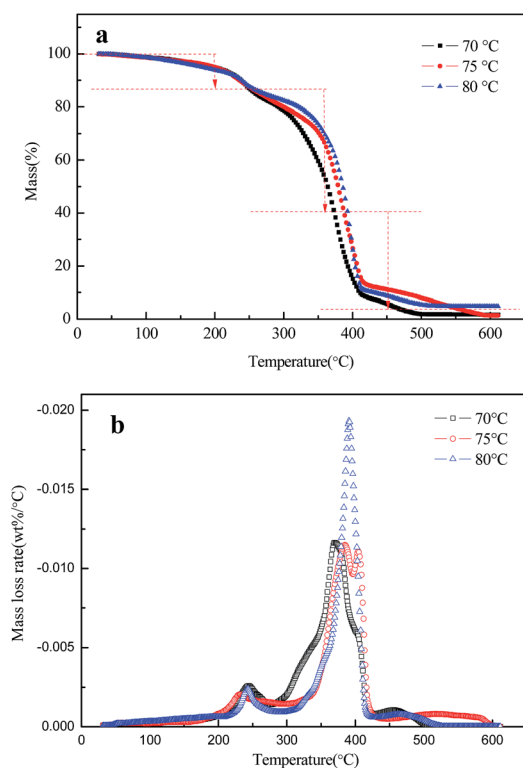 a
70 °C
75 °C
80 °C
100
80
60
40
20
0
Mass(%)
0 100 200 300 400 500 600
Temperature(°C)
b
70°C
75°C
80°C
-0.020
-0.015
-0.010
-0.005
0.000
Mass loss rate(wt%/°C)
0 100 200 300 400 500 600
Temperature(°C)